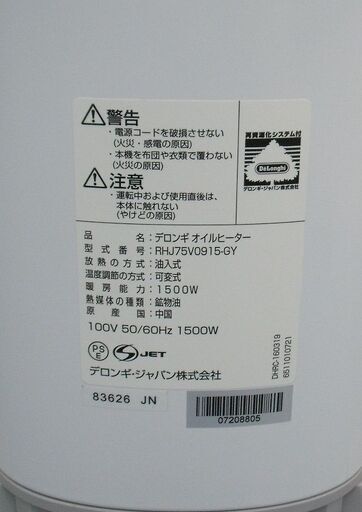 警告
・電源コードを破損させない
(火災・感電の原因)
・本機を布団や衣類で覆わない
(火災の原因)
注意
・運転中および使用直後は、
本体に触れない
(やけどの原因)
再資源化システム付
DeLonghi
デロンギ・ジャパン株式会社
品名：デロンギ オイルヒーター
型式番号：RHJ75V0915-GY
放熱の方式：油入式
温度調節の方式：可変式
暖房能力：1500W
熱媒体の種類：鉱物油
原産国：中国
100V 50/60Hz 1500W
PS
E
JET
デロンギ・ジャパン株式会社
83626 JN
07208805
DHRC-160319
6511010721